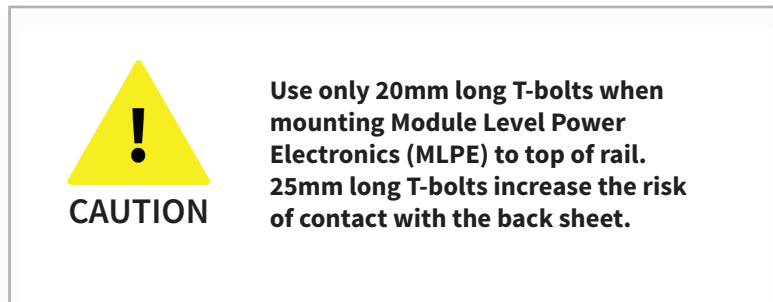 !
CAUTION
Use only 20mm long T-bolts when
mounting Module Level Power
Electronics (MLPE) to top of rail.
25mm long T-bolts increase the risk
of contact with the back sheet.